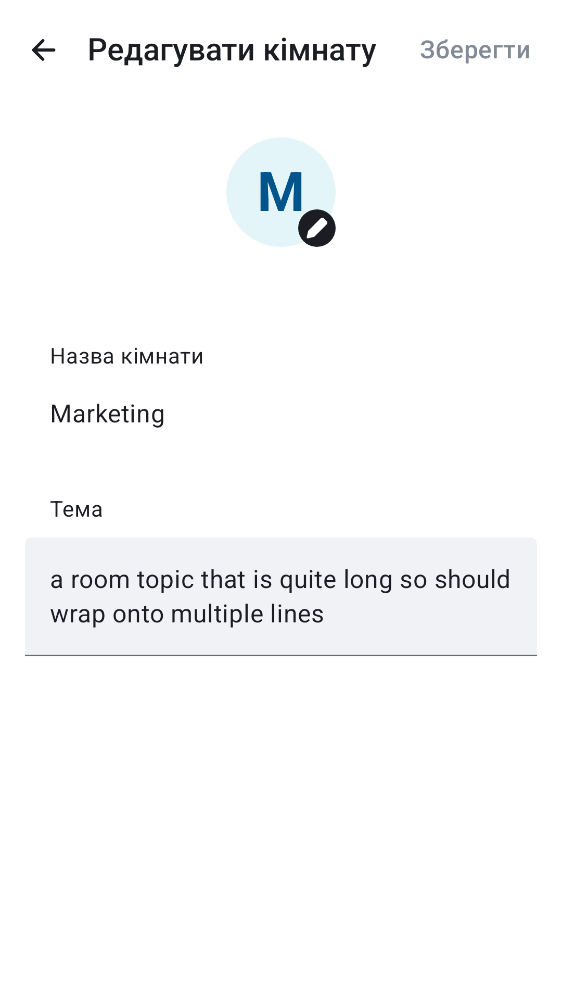 Редагувати кімнату Зберегти
M
Назва кімнати
Marketing
Тема
a room topic that is quite long so should
wrap onto multiple lines